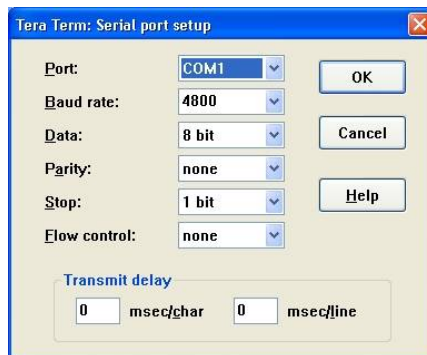 Tera Term: Serial port setup
Port: COM1
OK
Baud rate: 4800
Data: 8 bit
Cancel
Parity: none
Stop: 1 bit
Help
Flow control: none
Transmit delay
0 msec/char 0 msec/line